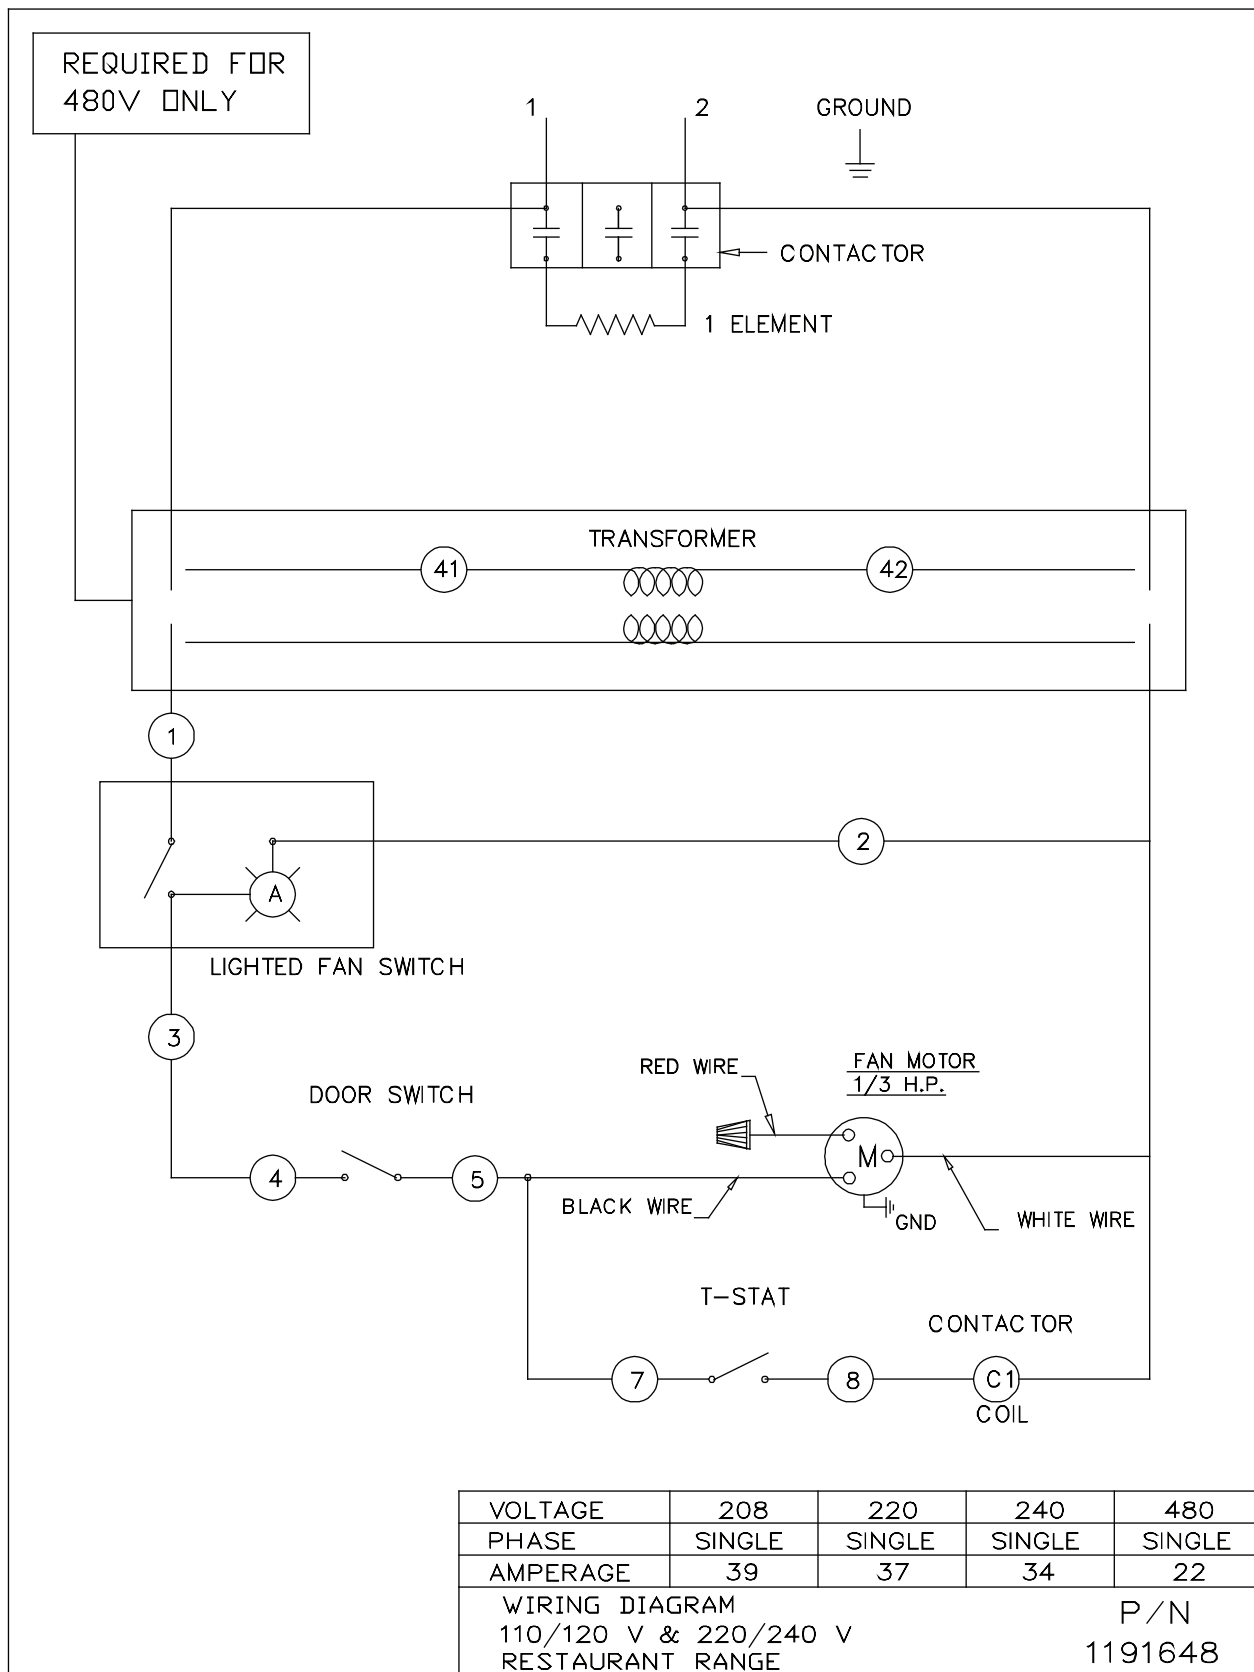 REQUIRED FOR
480V ONLY
1
2
GROUND
CONTACTOR
1 ELEMENT
TRANSFORMER
41
42
1
2
A
LIGHTED FAN SWITCH
3
RED WIRE
FAN MOTOR
1/3 H.P.
DOOR SWITCH
M
4
5
BLACK WIRE
GND
WHITE WIRE
T-STAT
CONTACTOR
7
8
C1
COIL
VOLTAGE 208 220 240 480
PHASE SINGLE SINGLE SINGLE SINGLE
AMPERAGE 39 37 34 22
WIRING DIAGRAM
110/120 V & 220/240 V
RESTAURANT RANGE
P/N
1191648